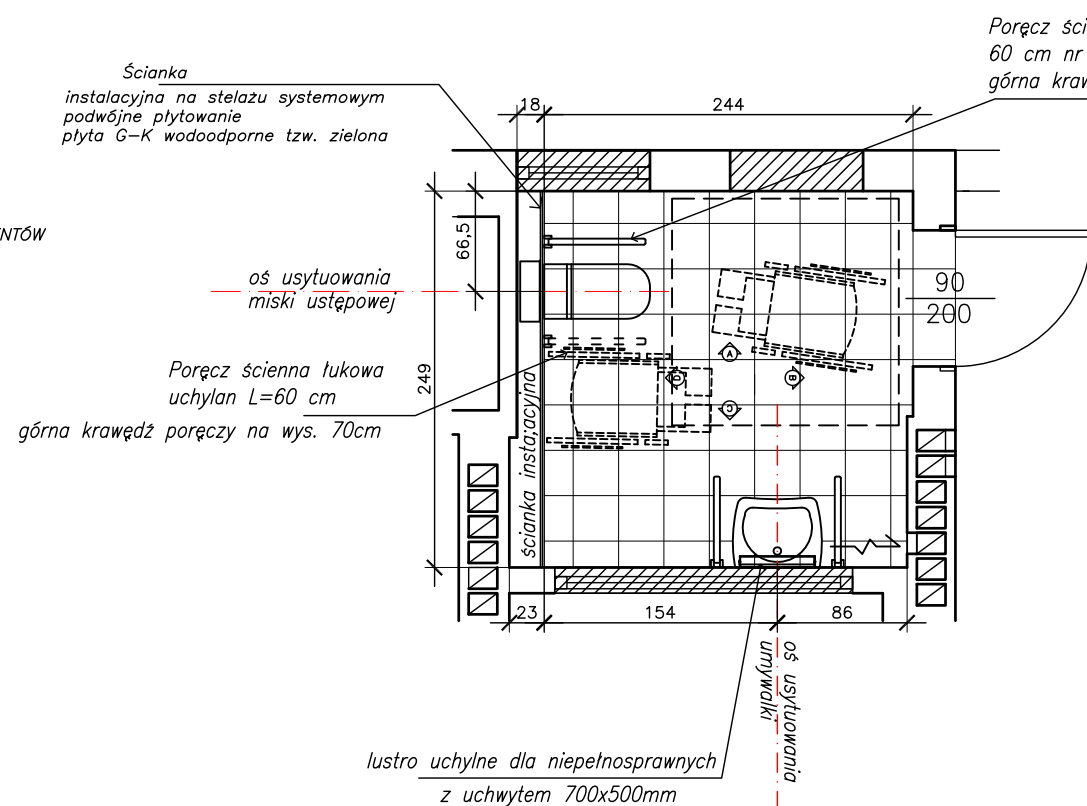 Poręcz ści
60 cm nr
górna kraw
Ścianka
instalacyjna na stelażu systemowym
podwójne płytowanie
płyta G-K wodoodporne tzw. zielona
18
244
NTÓW
66,5
oś usytuowania
miski ustępowej
90
200
Poręcz ścienna łukowa
uchylan L=60 cm
górna krawędź poręczy na wys. 70cm
249
A
B
C
D
ścianka insta;acyjna
23
154
86
oś usytuowania
umywalki
lustro uchylne dla niepełnosprawnych
z uchwytem 700x500mm